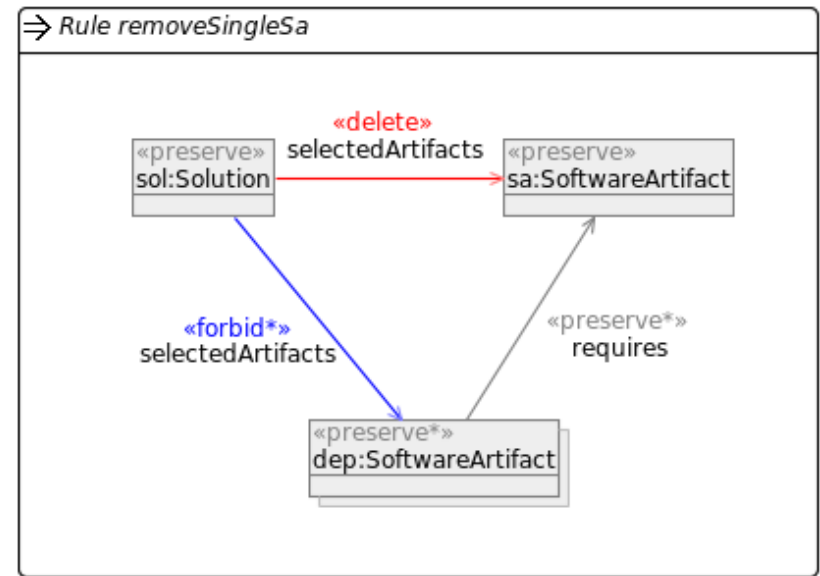 Rule removeSingleSa
«delete»
selectedArtifacts
«preserve»
sol:Solution
«preserve»
sa:SoftwareArtifact
«forbid*»
selectedArtifacts
«preserve*»
requires
«preserve*»
dep:SoftwareArtifact